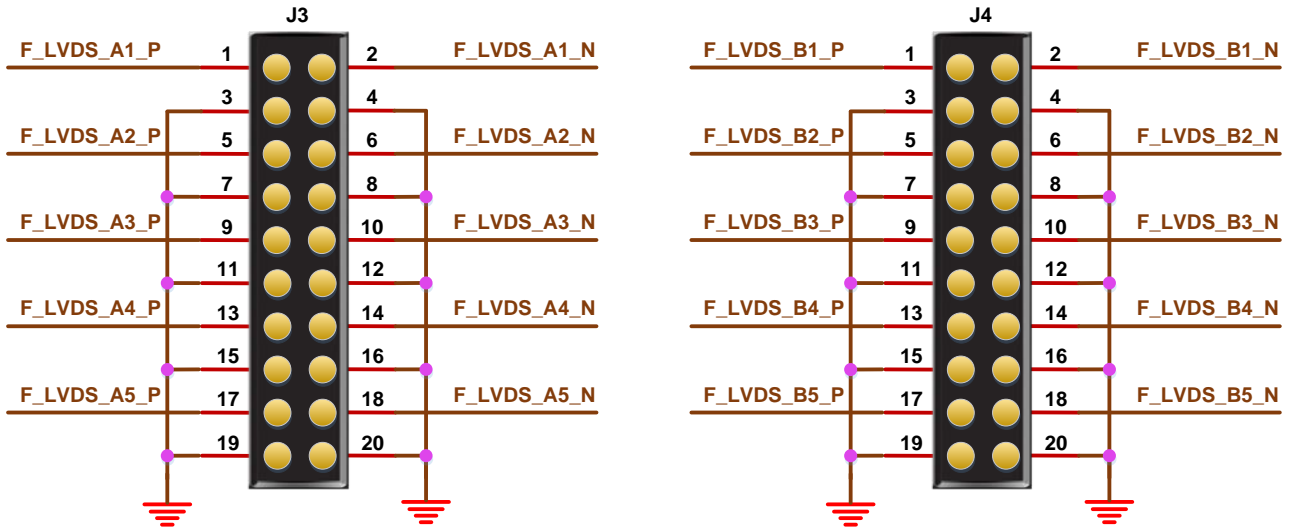 J3 J4
F_LVDS_A1_P 1 2 F_LVDS_A1_N F_LVDS_B1_P 1 2 F_LVDS_B1_N
3 4 3 4
F_LVDS_A2_P 5 6 F_LVDS_A2_N F_LVDS_B2_P 5 6 F_LVDS_B2_N
7 8 7 8
F_LVDS_A3_P 9 10 F_LVDS_A3_N F_LVDS_B3_P 9 10 F_LVDS_B3_N
11 12 11 12
F_LVDS_A4_P 13 14 F_LVDS_A4_N F_LVDS_B4_P 13 14 F_LVDS_B4_N
15 16 15 16
F_LVDS_A5_P 17 18 F_LVDS_A5_N F_LVDS_B5_P 17 18 F_LVDS_B5_N
19 20 19 20